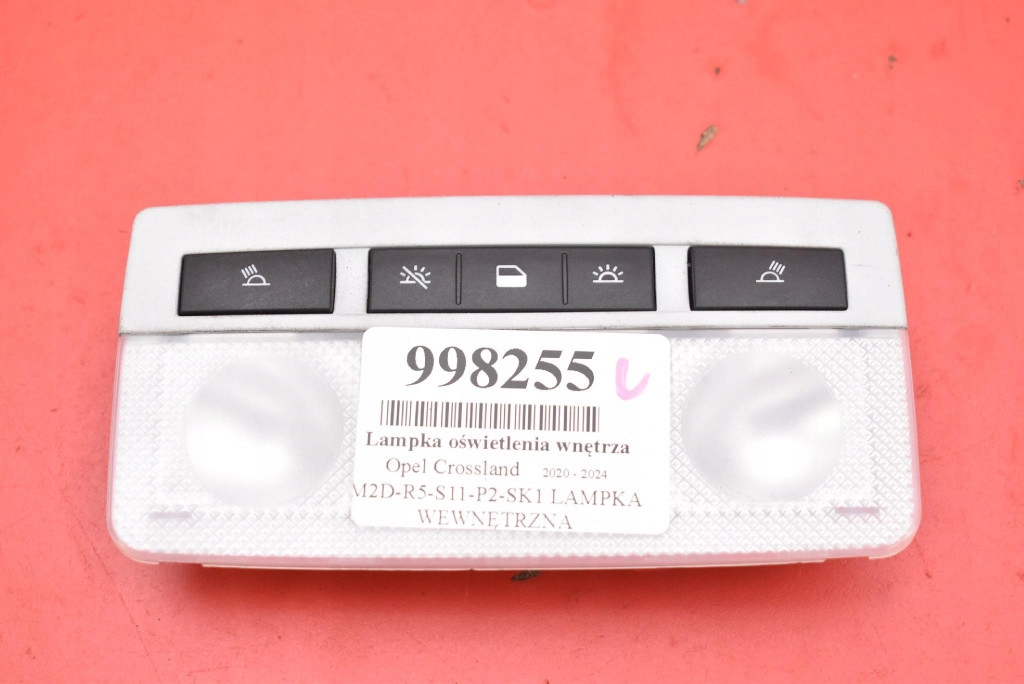 998255 L
Lampka oświetlenia wnętrza
Opel Crossland 2020 - 2024
M2D-R5-S11-P2-SK1 LAMPKA
WEWNĘTRZNA